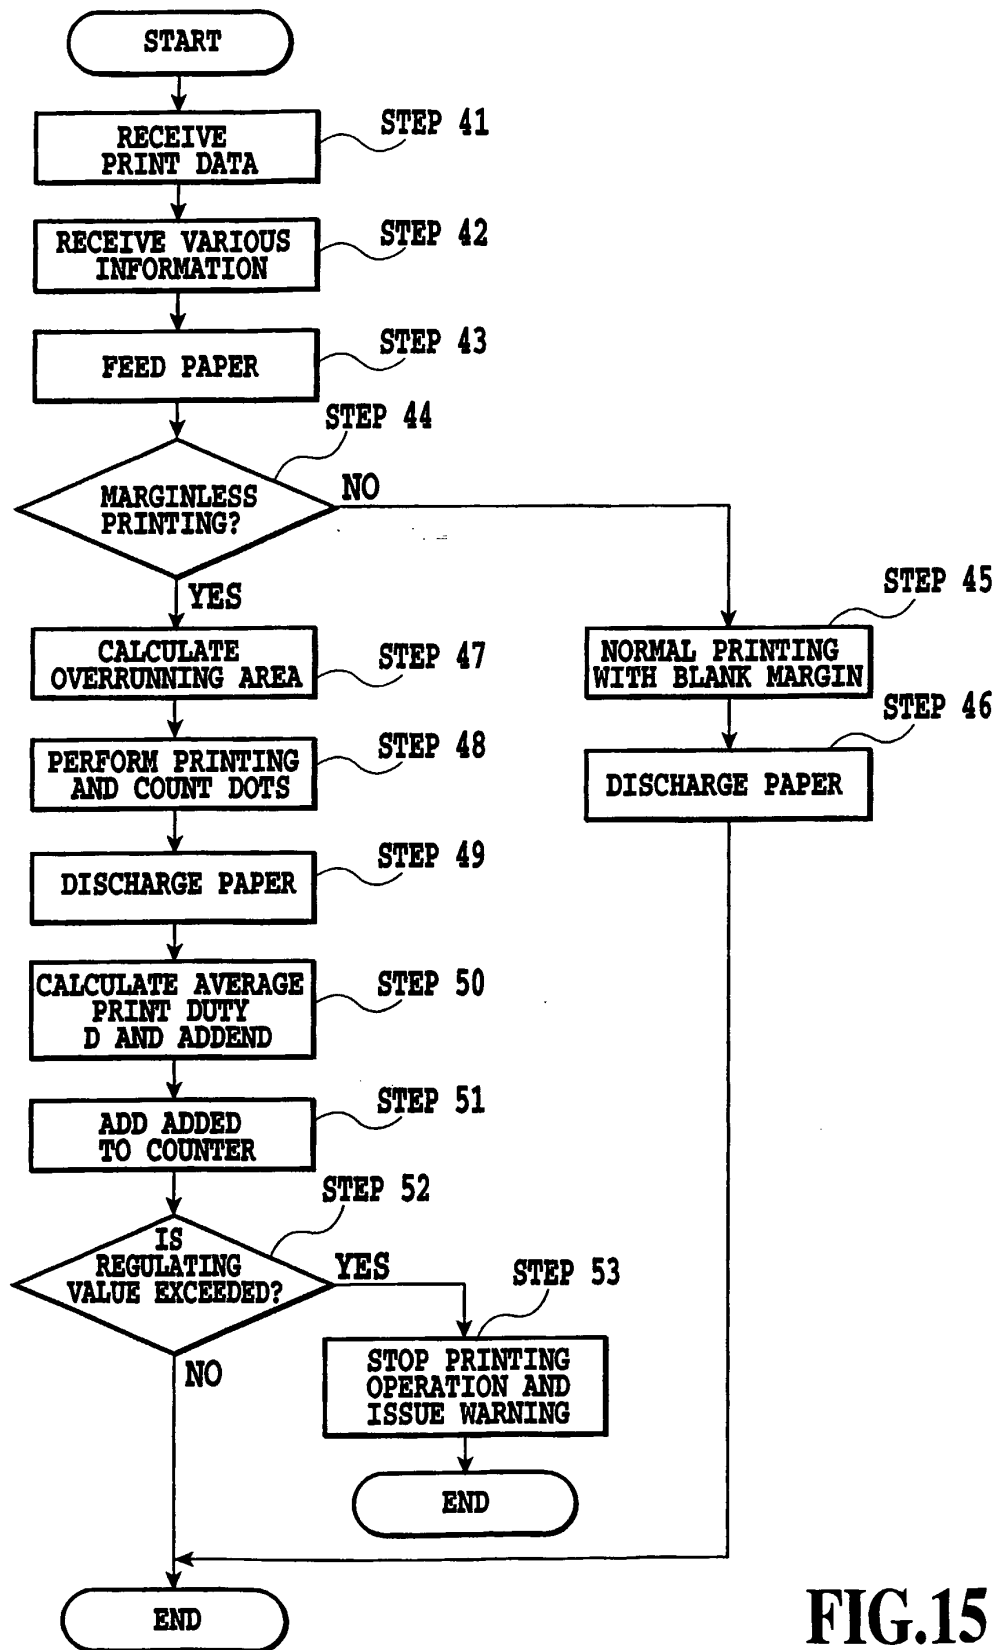 START
RECEIVE
PRINT DATA
STEP 41
RECEIVE VARIOUS
INFORMATION
STEP 42
FEED PAPER
STEP 43
STEP 44
MARGINLESS
PRINTING?
NO
YES
STEP 45
NORMAL PRINTING
WITH BLANK MARGIN
STEP 46
DISCHARGE PAPER
CALCULATE
OVERRUNNING AREA
STEP 47
PERFORM PRINTING
AND COUNT DOTS
STEP 48
DISCHARGE PAPER
STEP 49
CALCULATE AVERAGE
PRINT DUTY
D AND ADDEND
STEP 50
ADD ADDED
TO COUNTER
STEP 51
STEP 52
IS
REGULATING
VALUE EXCEEDED?
YES
NO
STEP 53
STOP PRINTING
OPERATION AND
ISSUE WARNING
END
END
FIG.15